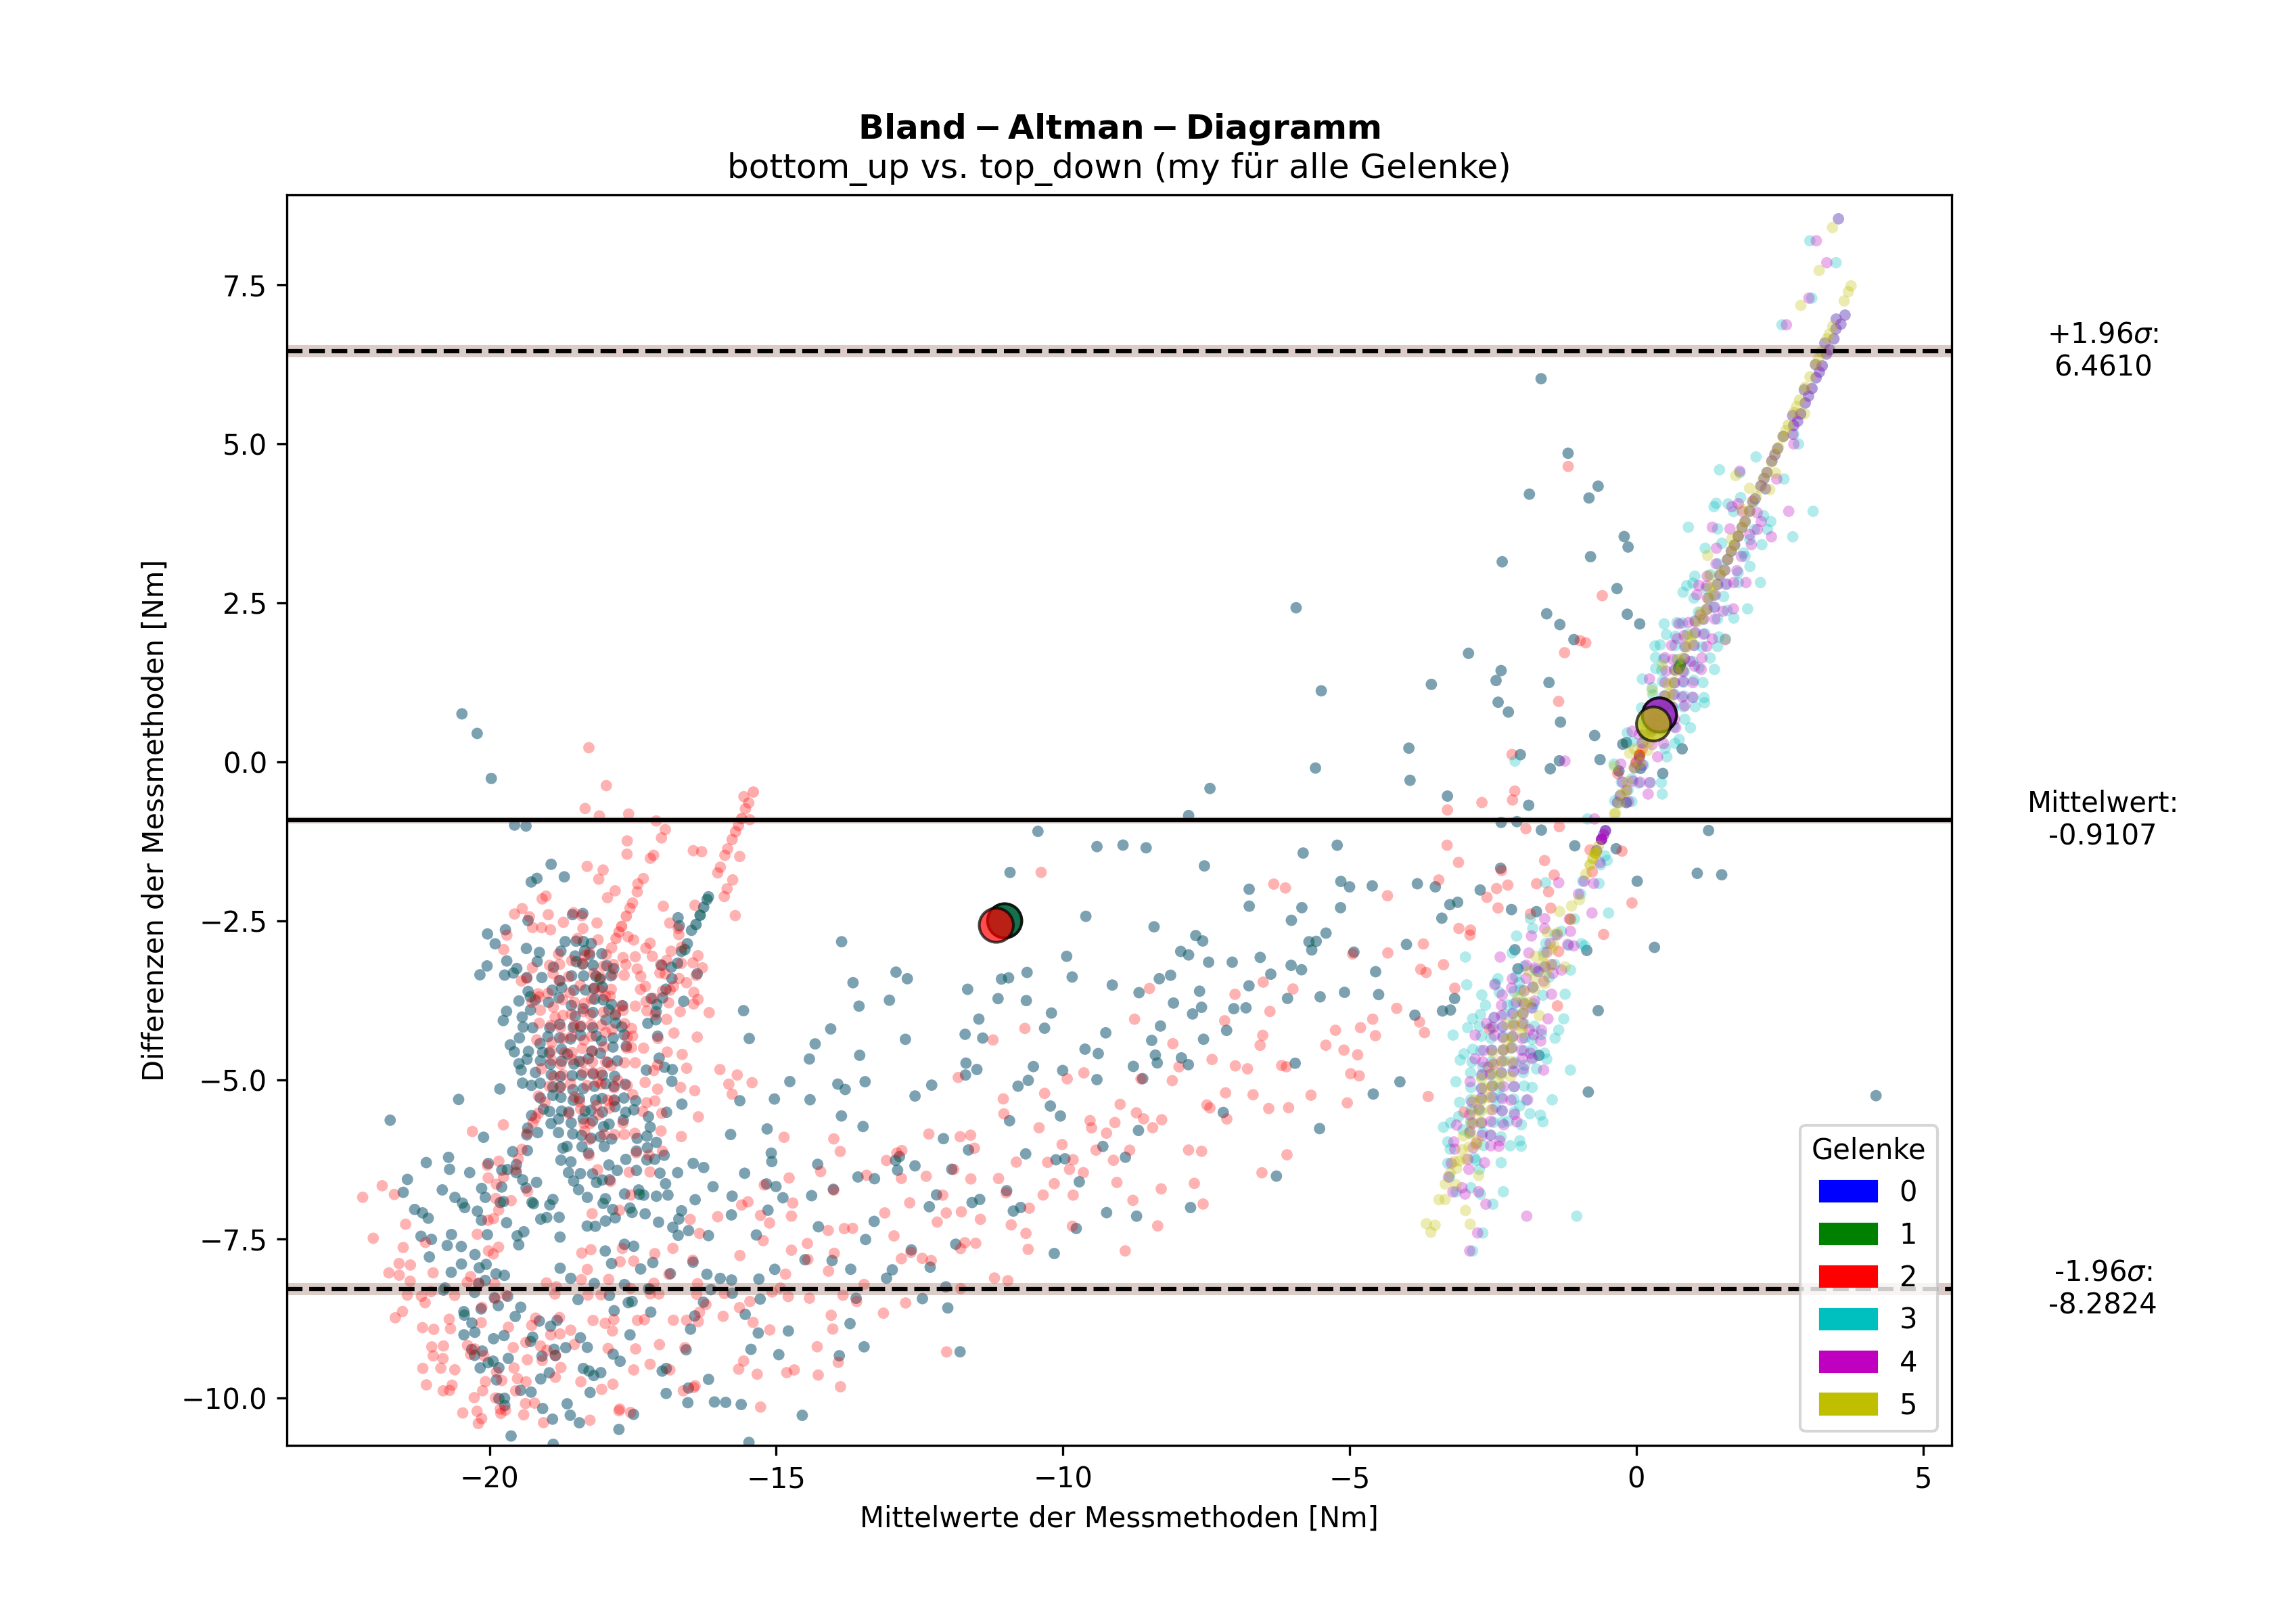 Bland − Altman − Diagramm
bottom_up vs. top_down (my für alle Gelenke)
Differenzen der Messmethoden [Nm]
7.5
5.0
2.5
0.0
−2.5
−5.0
−7.5
−10.0
+1.96σ:
6.4610
Mittelwert:
-0.9107
-1.96σ:
-8.2824
Gelenke
0
1
2
3
4
5
−20
−15
−10
−5
0
5
Mittelwerte der Messmethoden [Nm]